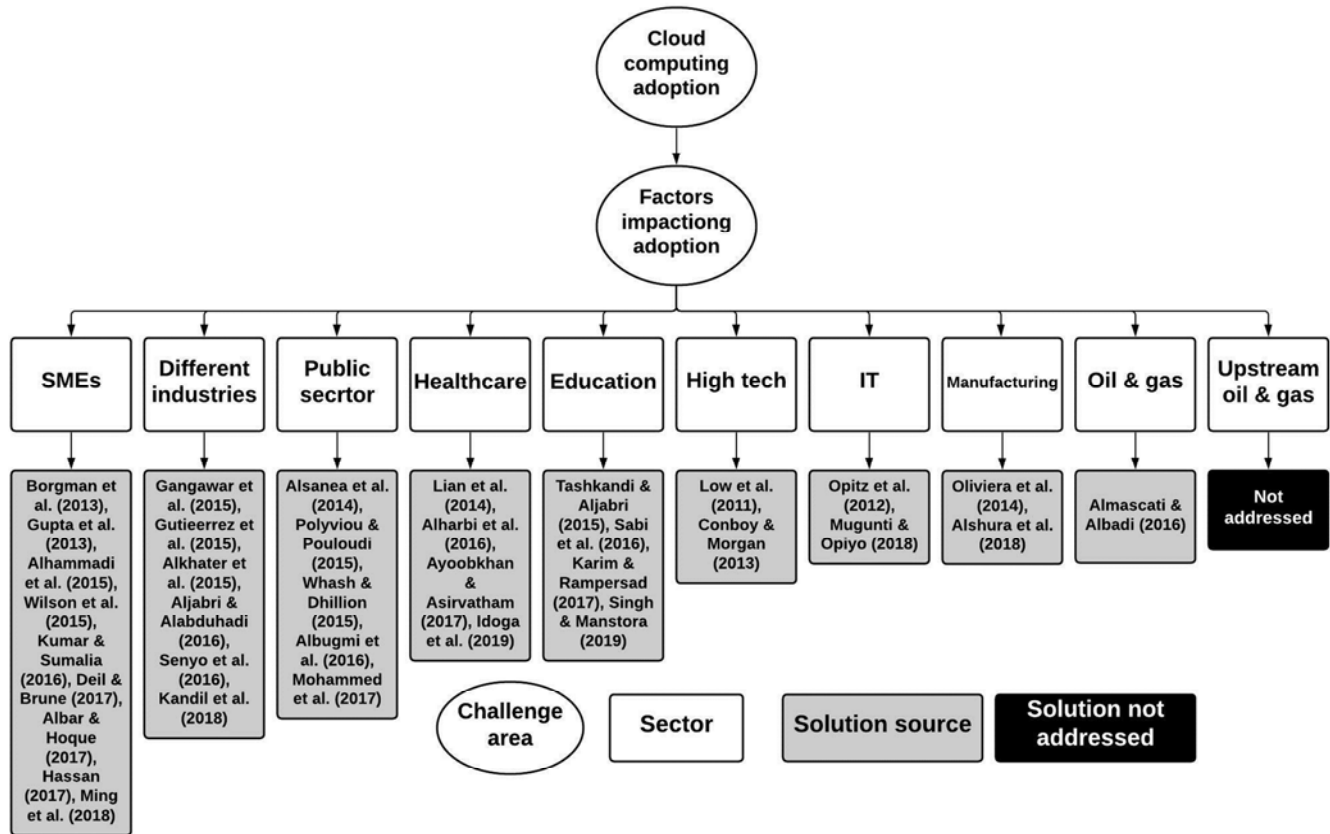 Cloud
computing
adoption
Factors
impactiong
adoption
SMEs
Different
industries
Public
secrtor
Healthcare
Education
High tech
IT
Manufacturing
Oil & gas
Upstream
oil & gas
Borgman et
al. (2013),
Gupta et al.
(2013),
Alhammadi
et al. (2015),
Wilson et al.
(2015),
Kumar &
Sumalia
(2016), Deil &
Brune (2017),
Albar &
Hoque
(2017),
Hassan
(2017), Ming
et al. (2018)
Gangawar et
al. (2015),
Gutieerrez et
al. (2015),
Alkhater et
al. (2015),
Aljabri &
Alabduhadi
(2016),
Senyo et al.
(2016),
Kandil et al.
(2018)
Alsanea et al.
(2014),
Polyviou &
Pouloudi
(2015),
Whash &
Dhillion
(2015),
Albugmi et
al. (2016),
Mohammed
et al. (2017)
Lian et al.
(2014),
Alharbi et al.
(2016),
Ayoobkhan
&
Asirvatham
(2017), Idoga
et al. (2019)
Tashkandi &
Aljabri
(2015), Sabi
et al. (2016),
Karim &
Rampersad
(2017), Singh
& Manstora
(2019)
Low et al.
(2011),
Conboy &
Morgan
(2013)
Opitz et al.
(2012),
Mugunti &
Opiyo (2018)
Oliviera et al.
(2014),
Alshura et al.
(2018)
Almascati &
Albadi (2016)
Not
addressed
Challenge
area
Sector
Solution source
Solution not
addressed